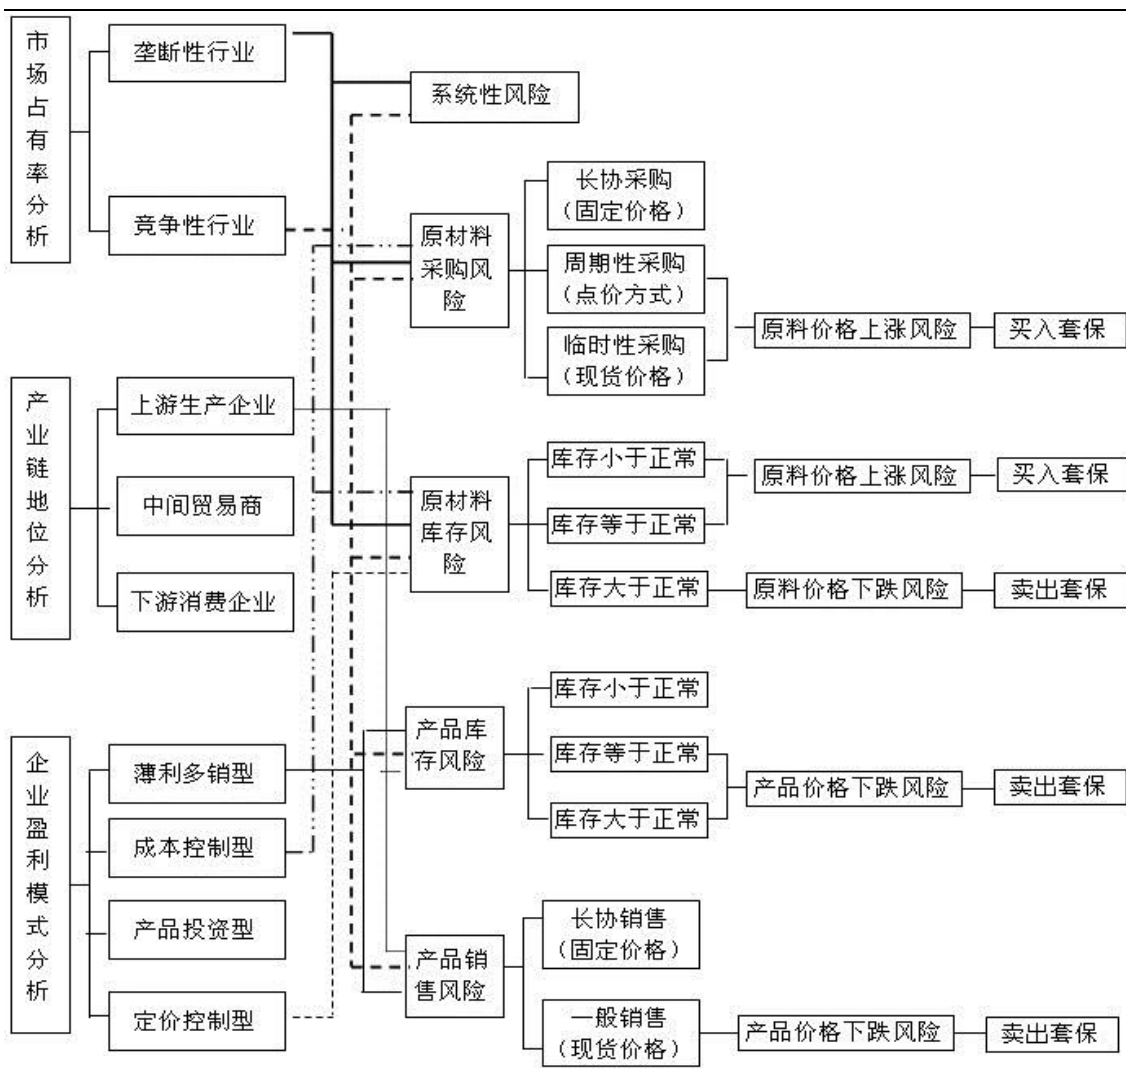 市场占有率分析
垄断性行业
竞争性行业
系统性风险
原材料
采购风
险
长协采购
(固定价格)
周期性采购
(点价方式)
临时性采购
(现货价格)
原料价格上涨风险
买入套保
产业链地位分析
上游生产企业
中间贸易商
下游消费企业
原材料
库存风
险
库存小于正常
库存等于正常
库存大于正常
原料价格上涨风险
买入套保
原料价格下跌风险
卖出套保
企业盈利模式分析
薄利多销型
成本控制型
产品投资型
定价控制型
产品库
存风险
库存小于正常
库存等于正常
库存大于正常
产品价格下跌风险
卖出套保
产品销
售风险
长协销售
(固定价格)
一般销售
(现货价格)
产品价格下跌风险
卖出套保